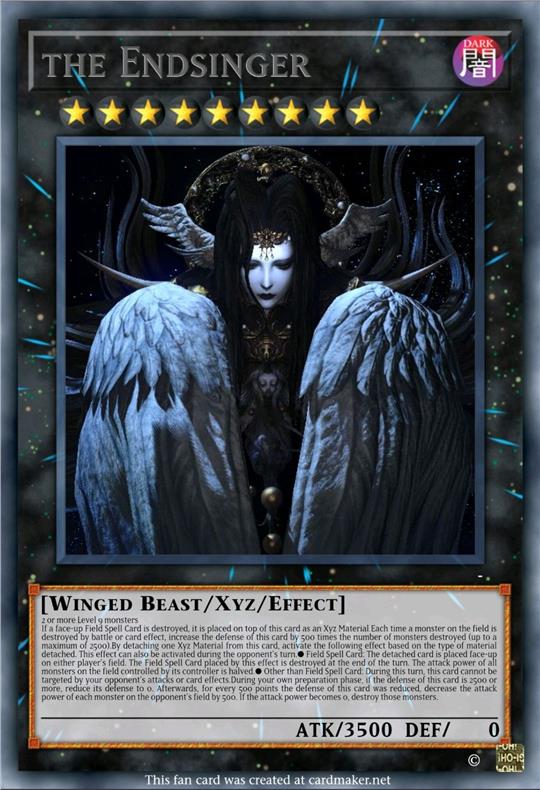 the Endsinger
DARK
闇
[Winged Beast/Xyz/Effect]
2 or more Level 9 monsters
If a face-up Field Spell Card is destroyed, it is placed on top of this card as an Xyz Material Each time a monster on the field is
destroyed by battle or card effect, increase the defense of this card by 500 times the number of monsters destroyed (up to a
maximum of 2500).By detaching one Xyz Material from this card, activate the following effect based on the type of material
detached. This effect can also be activated during the opponent's turn.● Field Spell Card: The detached card is placed face-up
on either player's field. The Field Spell Card placed by this effect is destroyed at the end of the turn. The attack power of all
monsters on the field controlled by its controller is halved.● Other than Field Spell Card: During this turn, this card cannot be
targeted by your opponent's attacks or card effects.During your own preparation phase, if the defense of this card is 2500 or
more, reduce its defense to 0. Afterwards, for every 500 points the defense of this card was reduced, decrease the attack
power of each monster on the opponent's field by 500. If the attack power becomes 0, destroy those monsters.
ATK/3500 DEF/ 0
©
This fan card was created at cardmaker.net